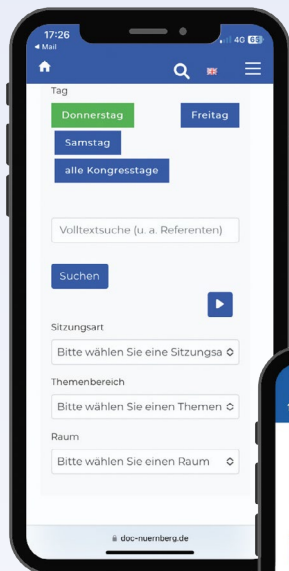 17:26
4G 65
Mail
Tag
Donnerstag Freitag
Samstag
alle Kongresstage
Volltextsuche (u. a. Referenten)
Suchen
Sitzungsart
Bitte wählen Sie eine Sitzungsa
Themenbereich
Bitte wählen Sie einen Themen
Raum
Bitte wählen Sie einen Raum
doc-nuernberg.de